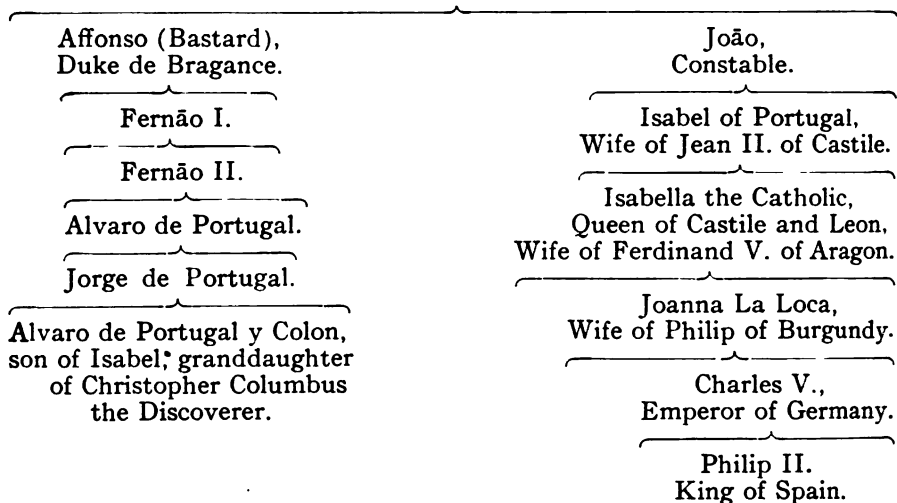 Affonso (Bastard),
Duke de Bragance.
Fernāo I.
Fernāo II.
Alvaro de Portugal.
Jorge de Portugal.
Alvaro de Portugal y Colon,
son of Isabel; granddaughter
of Christopher Columbus
the Discoverer.
Joāo,
Constable.
Isabel of Portugal,
Wife of Jean II. of Castile.
Isabella the Catholic,
Queen of Castile and Leon,
Wife of Ferdinand V. of Aragon.
Joanna La Loca,
Wife of Philip of Burgundy.
Charles V.,
Emperor of Germany.
Philip II.
King of Spain.